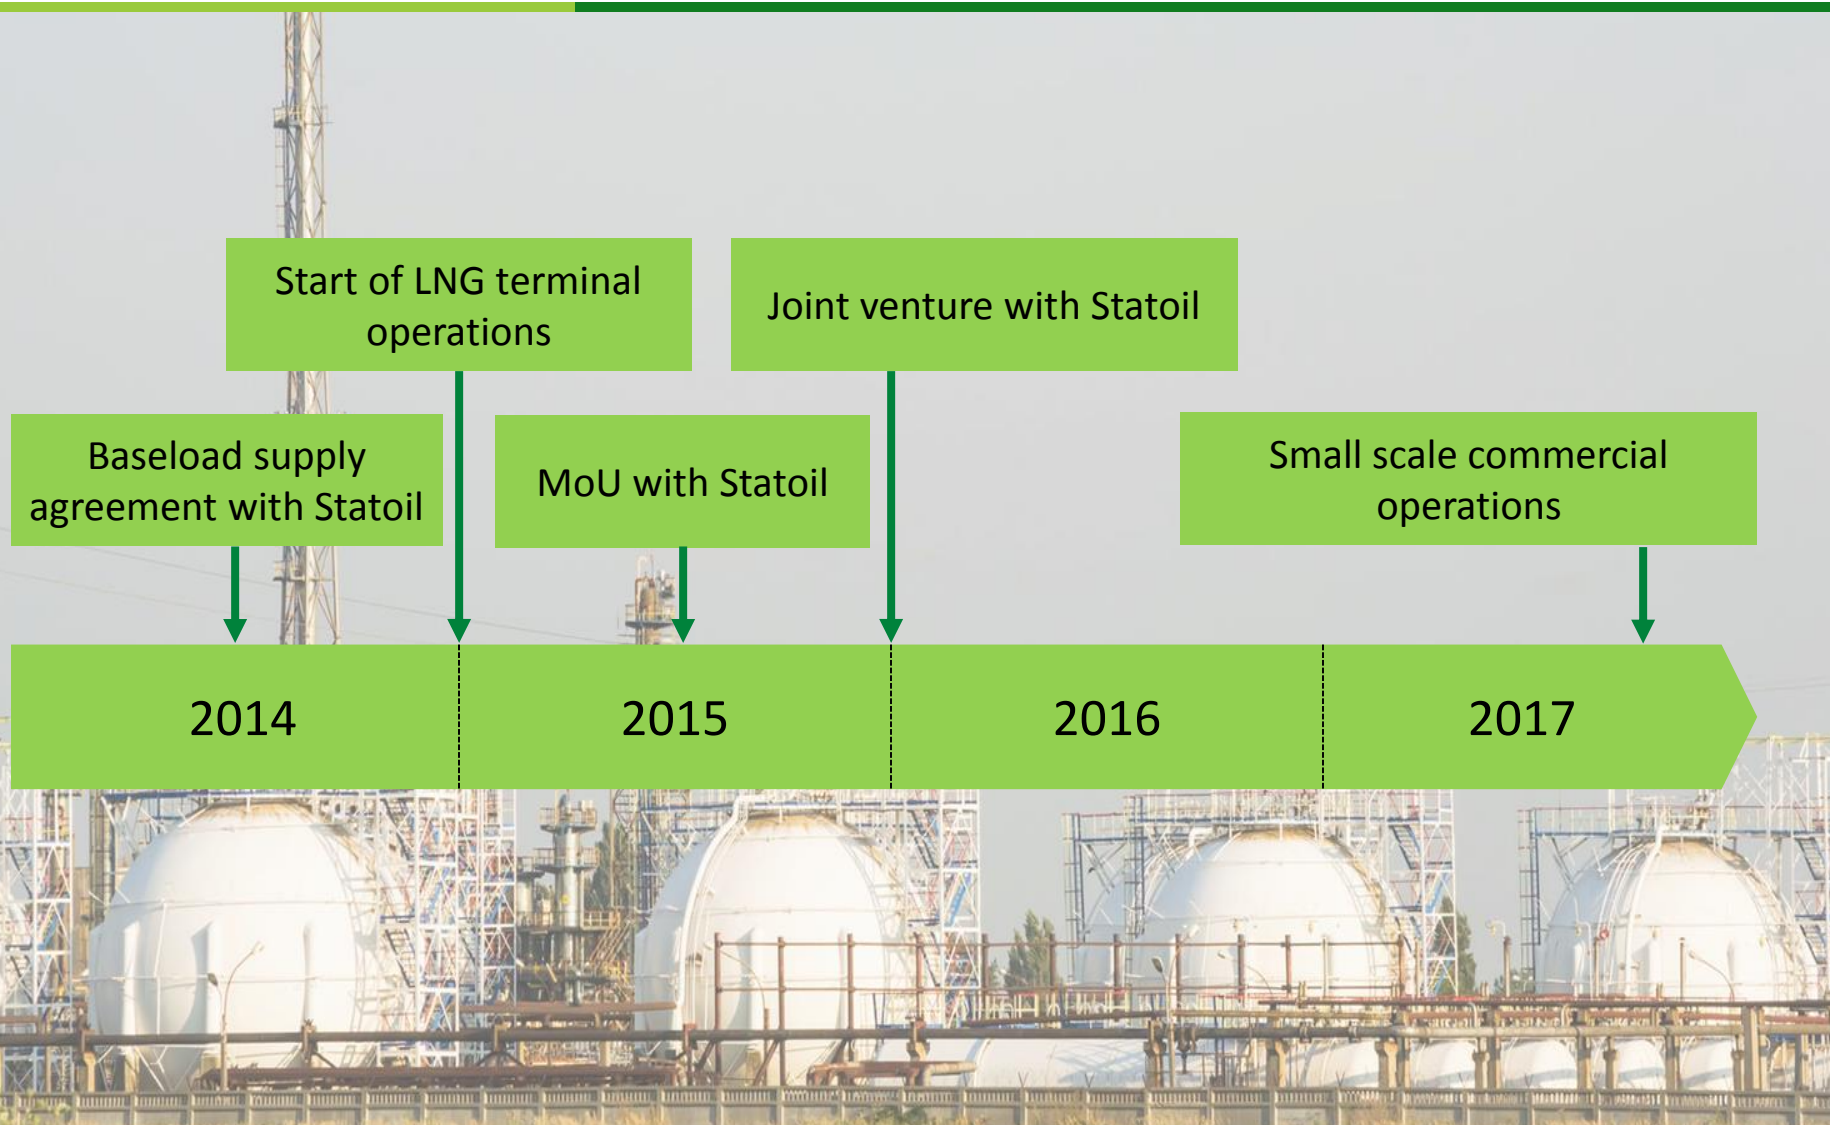 Start of LNG terminal
operations
Joint venture with Statoil
Baseload supply
agreement with Statoil
MoU with Statoil
Small scale commercial
operations
2014
2015
2016
2017